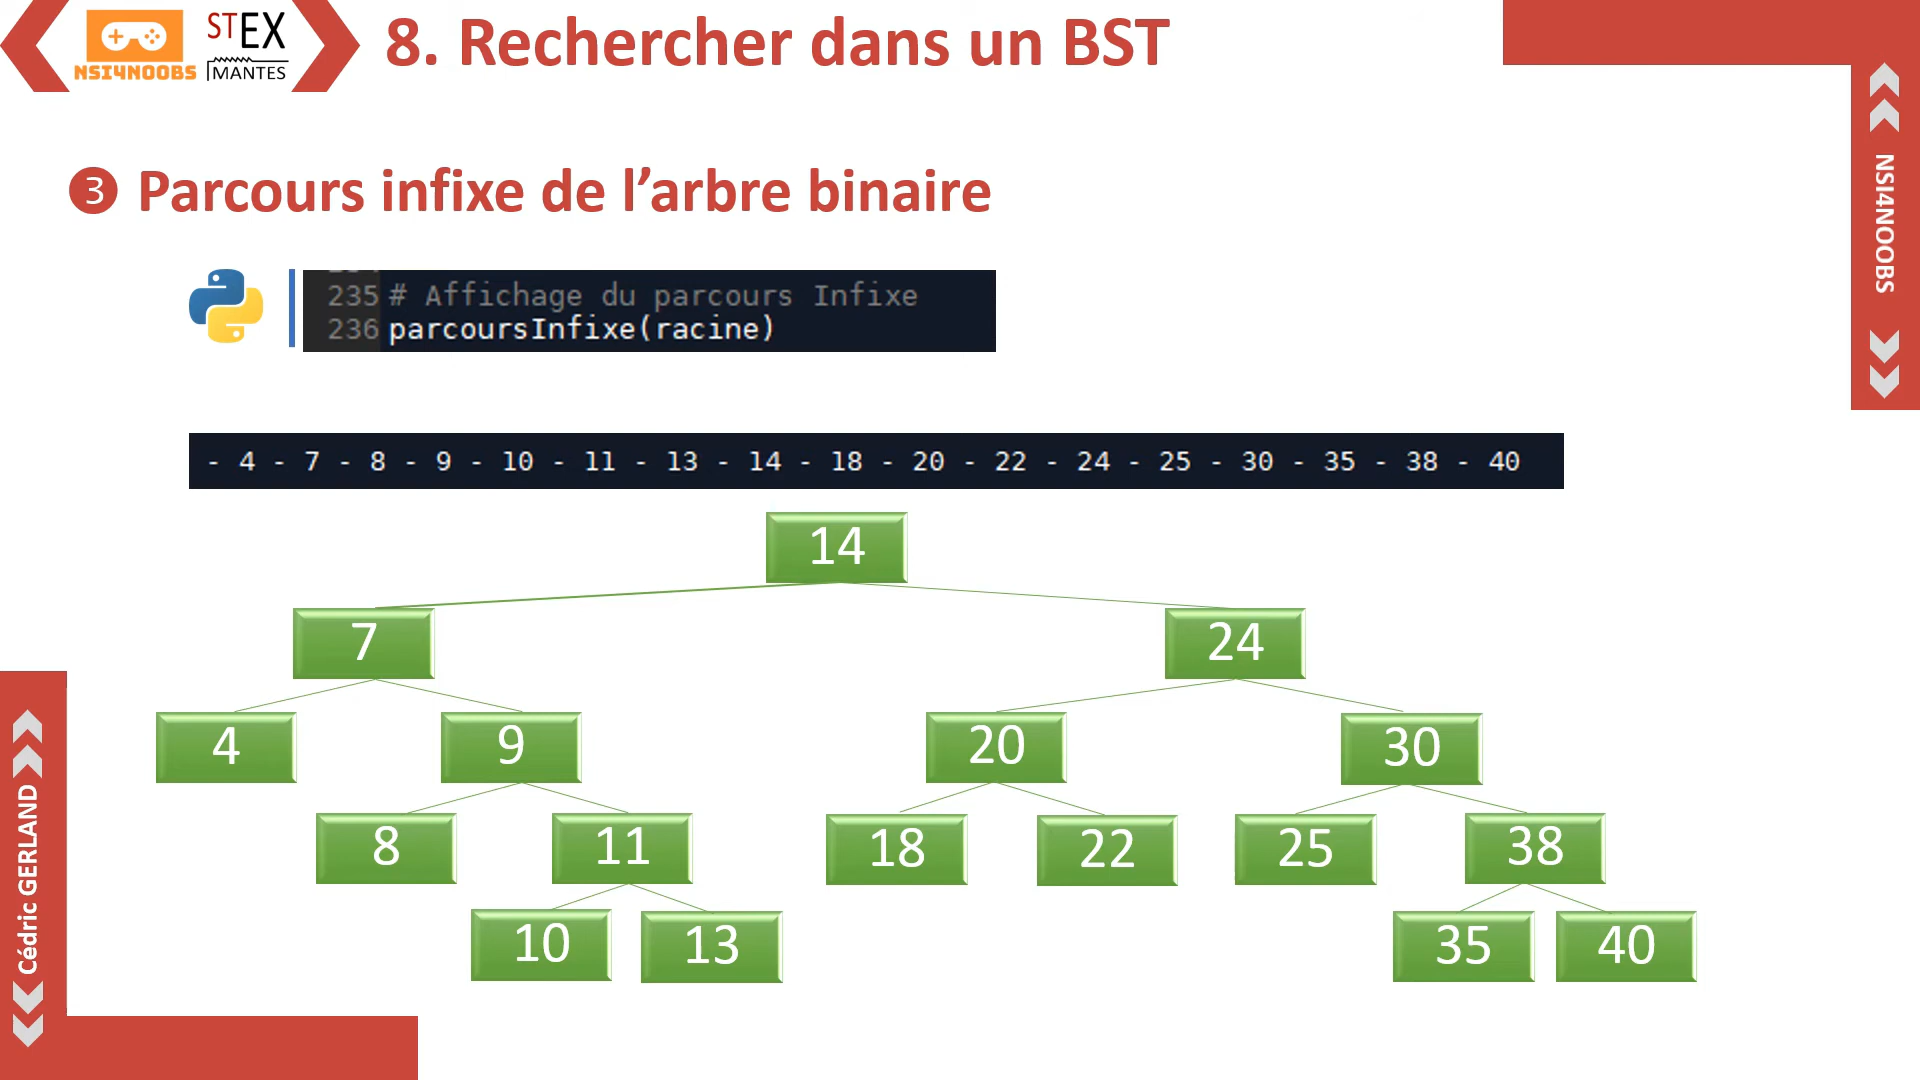 NSI4NOOBS
STEX
MANTES
8. Rechercher dans un BST
❸ Parcours infixe de l’arbre binaire
235 # Affichage du parcours Infixe
236 parcoursInfixe(racine)
- 4 - 7 - 8 - 9 - 10 - 11 - 13 - 14 - 18 - 20 - 22 - 24 - 25 - 30 - 35 - 38 - 40
14
7 24
4 9 20 30
8 11 18 22 25 38
10 13 35 40
NSI4NOOBS
Cédric GERLAND